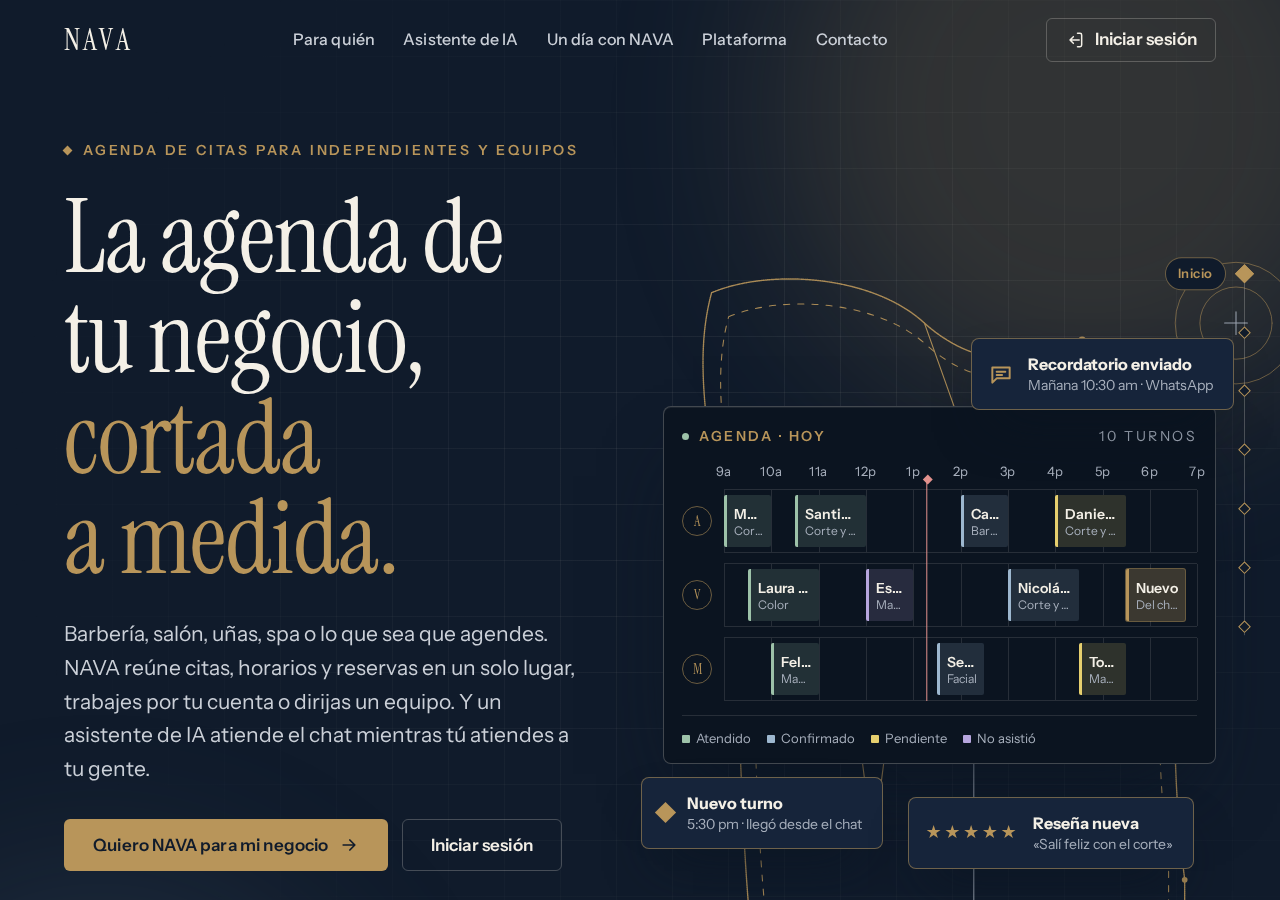 NAVA
Para quién
Asistente de IA
Un día con NAVA
Plataforma
Contacto
Iniciar sesión
AGENDA DE CITAS PARA INDEPENDIENTES Y EQUIPOS
La agenda de
tu negocio,
cortada
a medida.
Barbería, salón, uñas, spa o lo que sea que agendes.
NAVA reúne citas, horarios y reservas en un solo lugar,
trabajes por tu cuenta o dirijas un equipo. Y un
asistente de IA atiende el chat mientras tú atiendes a
tu gente.
Quiero NAVA para mi negocio →
Iniciar sesión
Inicio
Recordatorio enviado
Mañana 10:30 am · WhatsApp
AGENDA · HOY
10 TURNOS
9a 10a 11a 12p 1p 2p 3p 4p 5p 6p 7p
A
M...
Cor...
Santi...
Corte y ...
Ca...
Bar...
Danie...
Corte y ...
V
Laura ...
Color
Es...
Ma...
Nicolá...
Corte y ...
Nuevo
Del ch...
M
Fel...
Ma...
Se...
Facial
To...
Ma...
Atendido
Confirmado
Pendiente
No asistió
Nuevo turno
5:30 pm · llegó desde el chat
★★★★★
Reseña nueva
«Salí feliz con el corte»